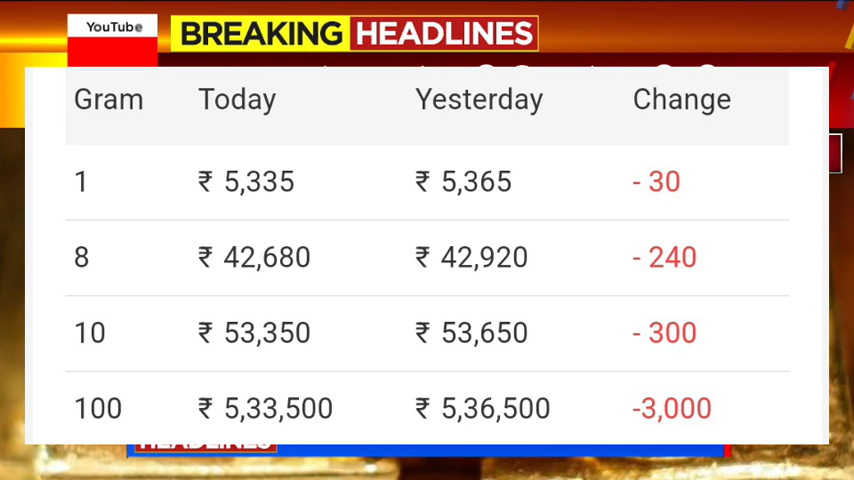 YouTube
BREAKING HEADLINES
Gram Today Yesterday Change
1 ₹ 5,335 ₹ 5,365 - 30
8 ₹ 42,680 ₹ 42,920 - 240
10 ₹ 53,350 ₹ 53,650 - 300
100 ₹ 5,33,500 ₹ 5,36,500 -3,000
HEADLINES